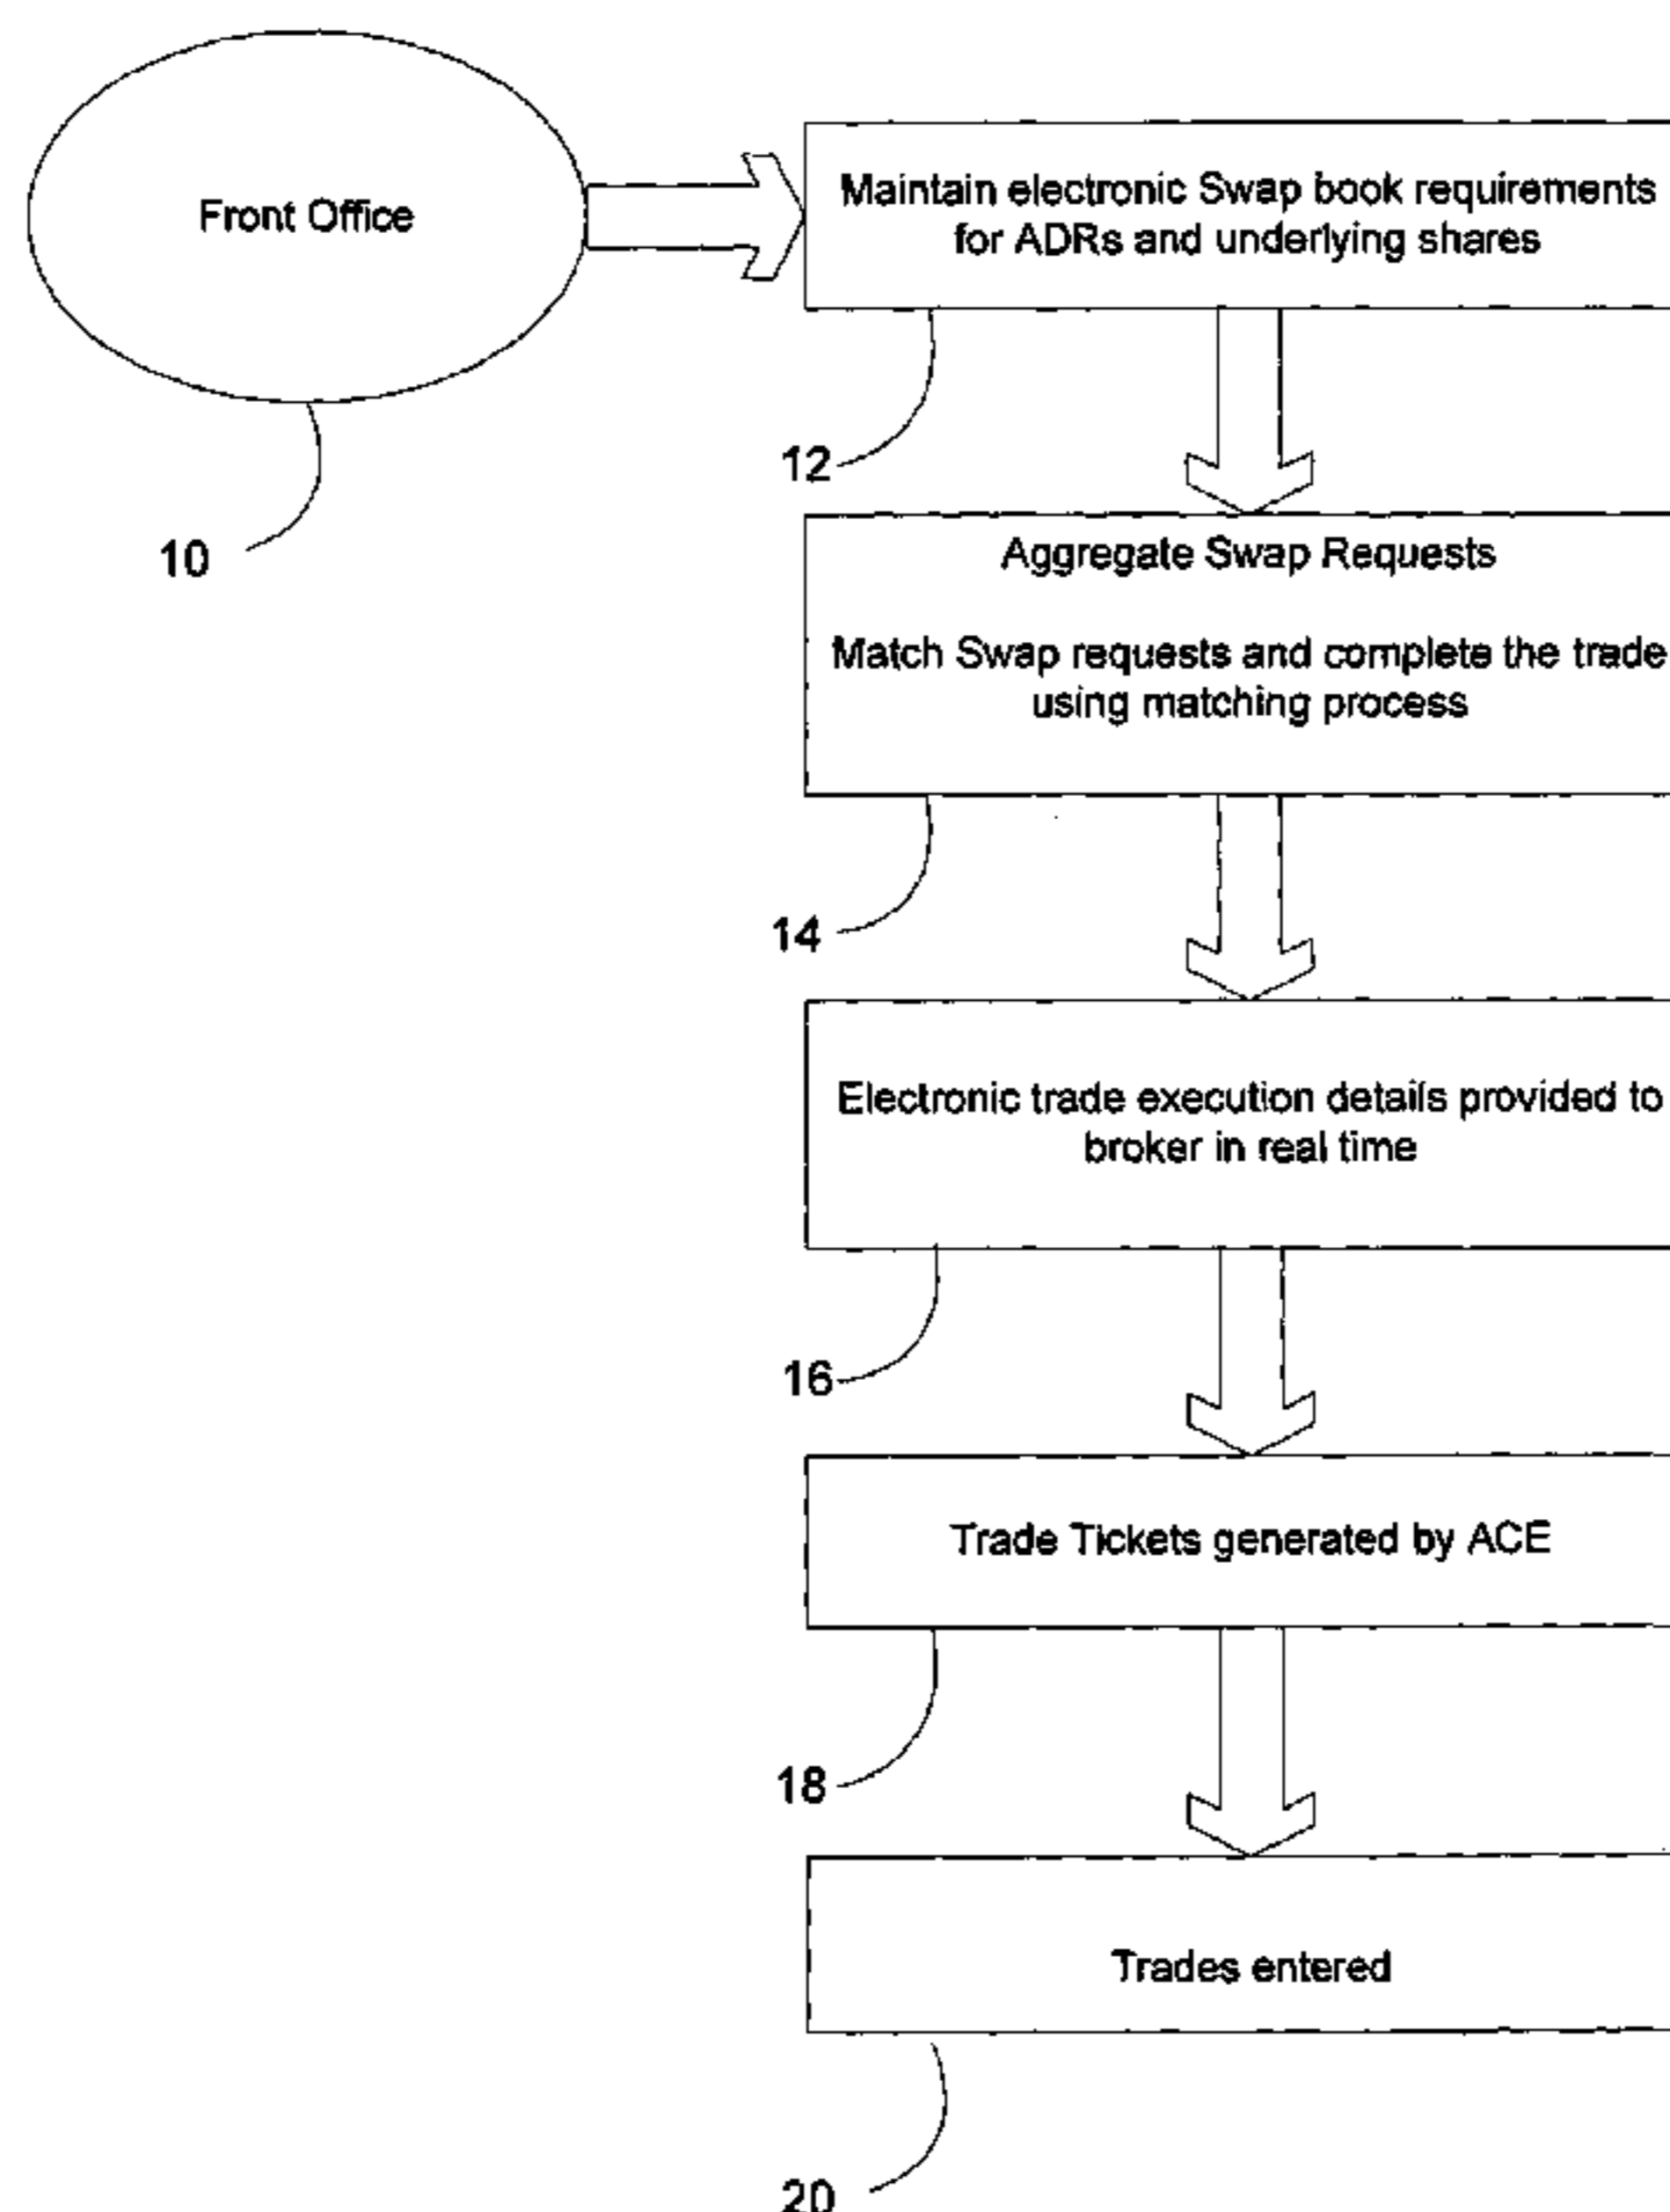 Front Office
Maintain electronic Swap book requirements
for ADRs and underlying shares
12
10
Aggregate Swap Requests
Match Swap requests and complete the trade
using matching process
14
Electronic trade execution details provided to
broker in real time
16
Trade Tickets generated by ACE
18
Trades entered
20